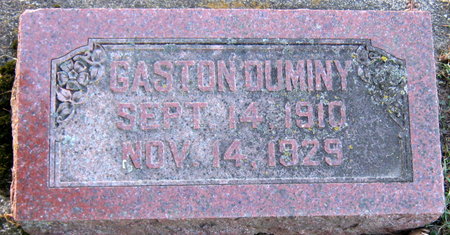 GASTON DUMINY
SEPT. 14, 1910
NOV. 14, 1929